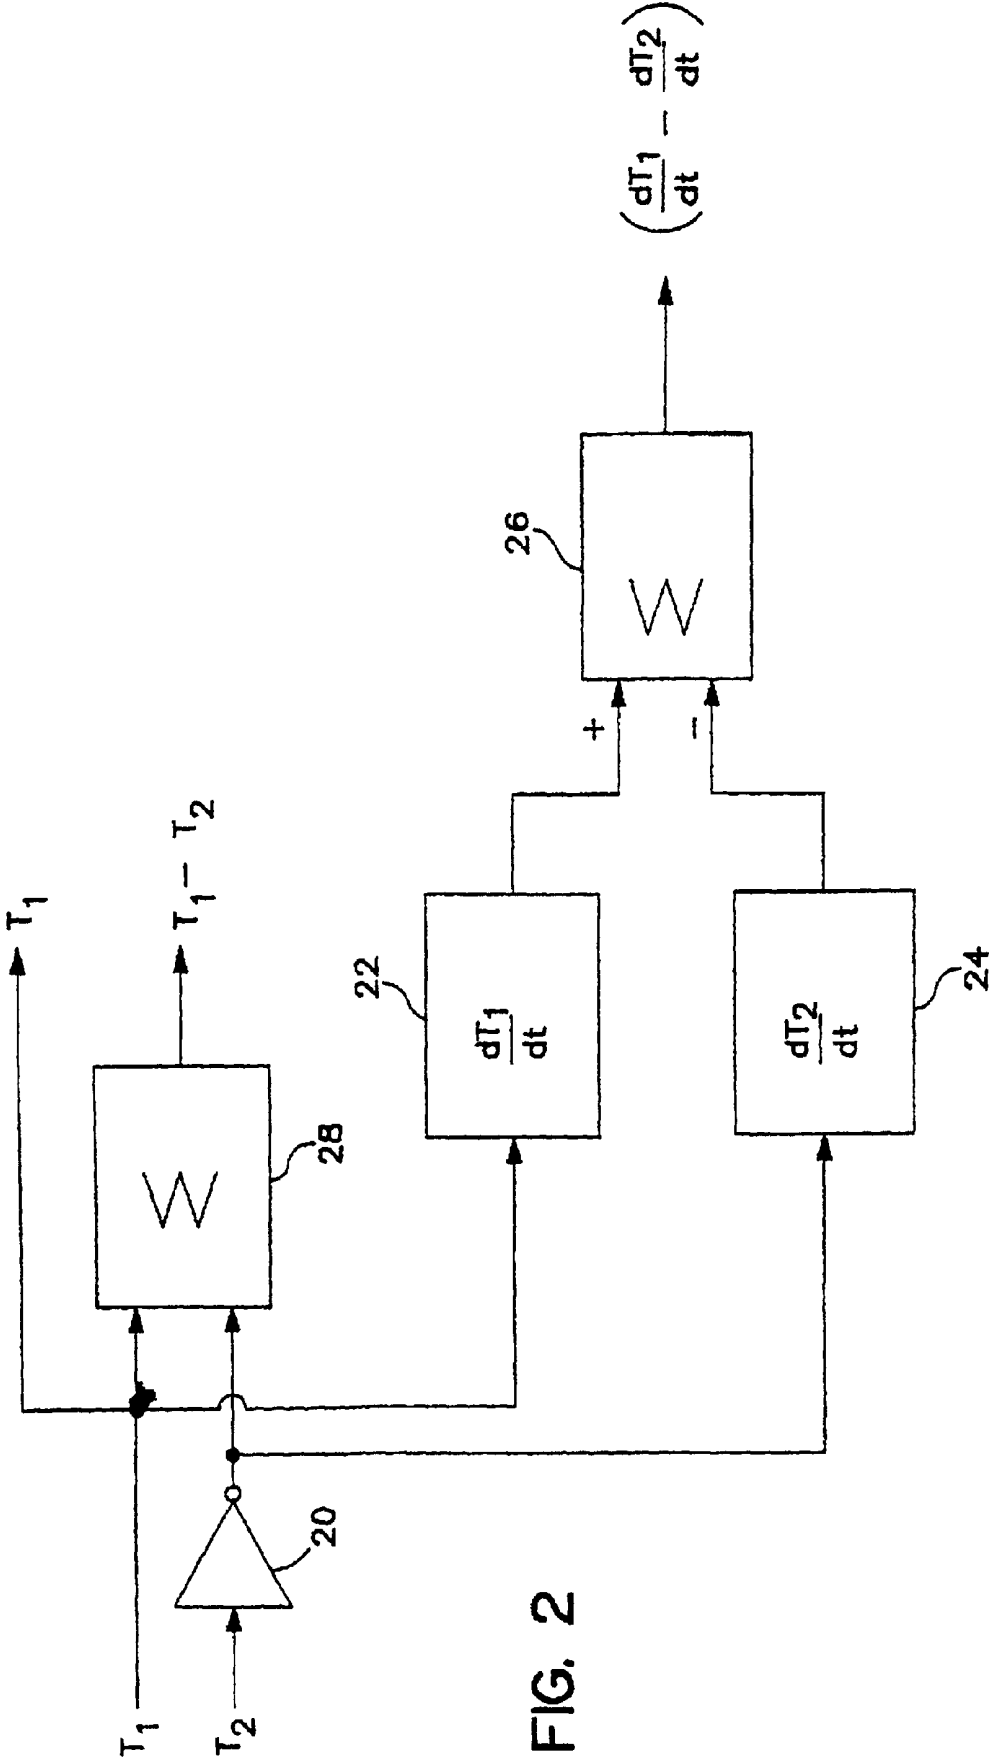 T₁
T₁
Σ
T₁ – T₂
T₂
20
28
22
dT₁
dt
26
+
–
Σ
(dT₁/dt – dT₂/dt)
dT₂
dt
24
FIG. 2